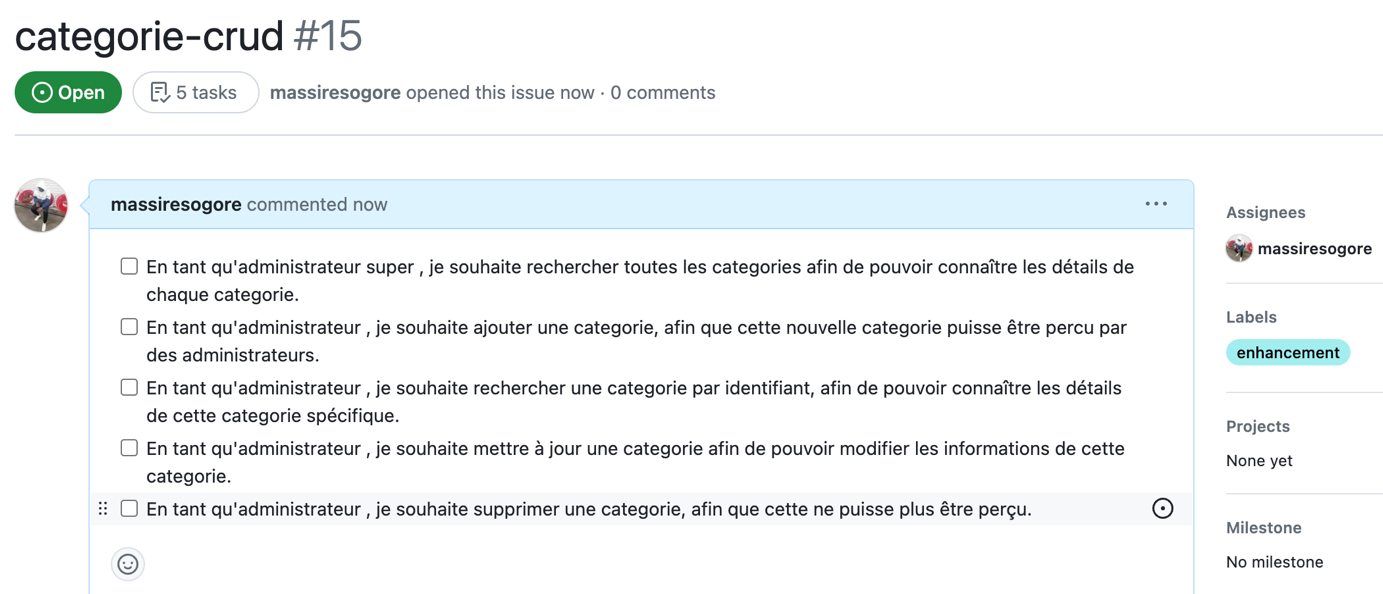 categorie-crud #15
Open
5 tasks
massiresogore opened this issue now · 0 comments
massiresogore commented now
En tant qu'administrateur super , je souhaite rechercher toutes les categories afin de pouvoir connaître les détails de
chaque categorie.
En tant qu'administrateur , je souhaite ajouter une categorie, afin que cette nouvelle categorie puisse être percu par
des administrateurs.
En tant qu'administrateur , je souhaite rechercher une categorie par identifiant, afin de pouvoir connaître les détails
de cette categorie spécifique.
En tant qu'administrateur , je souhaite mettre à jour une categorie afin de pouvoir modifier les informations de cette
categorie.
En tant qu'administrateur , je souhaite supprimer une categorie, afin que cette ne puisse plus être perçu.
Assignees
massiresogore
Labels
enhancement
Projects
None yet
Milestone
No milestone